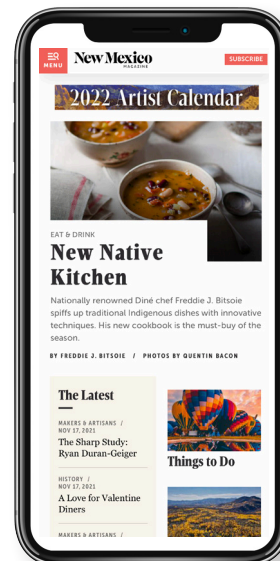 MENU
New Mexico
MAGAZINE
SUBSCRIBE
2022 Artist Calendar
EAT & DRINK
New Native
Kitchen
Nationally renowned Diné chef Freddie J. Bitsoie
spiffs up traditional Indigenous dishes with innovative
techniques. His new cookbook is the must-buy of the
season.
BY FREDDIE J. BITSOIE / PHOTOS BY QUENTIN BACON
The Latest
MAKERS & ARTISANS /
NOV 17, 2021
The Sharp Study:
Ryan Duran-Geiger
HISTORY /
NOV 17, 2021
A Love for Valentine
Diners
MAKERS & ARTISANS /
Things to Do